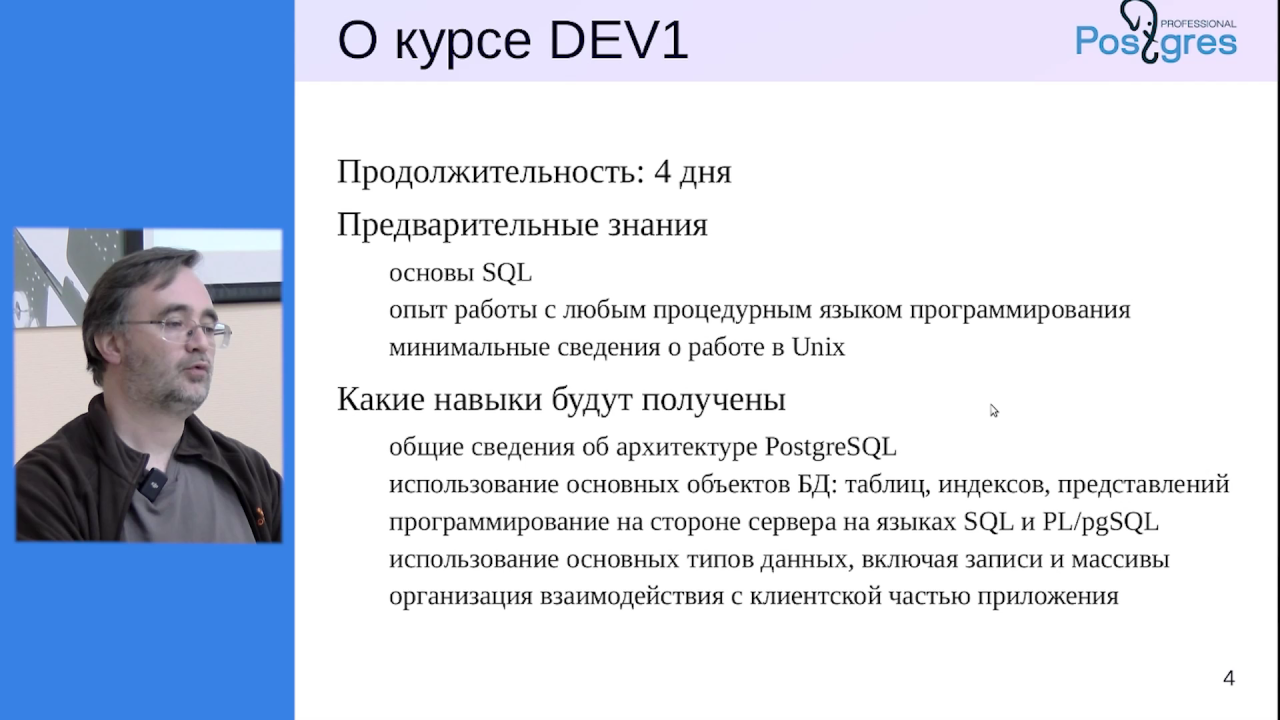 О курсе DEV1
PROFESSIONAL
Postgres
Продолжительность: 4 дня
Предварительные знания
основы SQL
опыт работы с любым процедурным языком программирования
минимальные сведения о работе в Unix
Какие навыки будут получены
общие сведения об архитектуре PostgreSQL
использование основных объектов БД: таблиц, индексов, представлений
программирование на стороне сервера на языках SQL и PL/pgSQL
использование основных типов данных, включая записи и массивы
организация взаимодействия с клиентской частью приложения
4